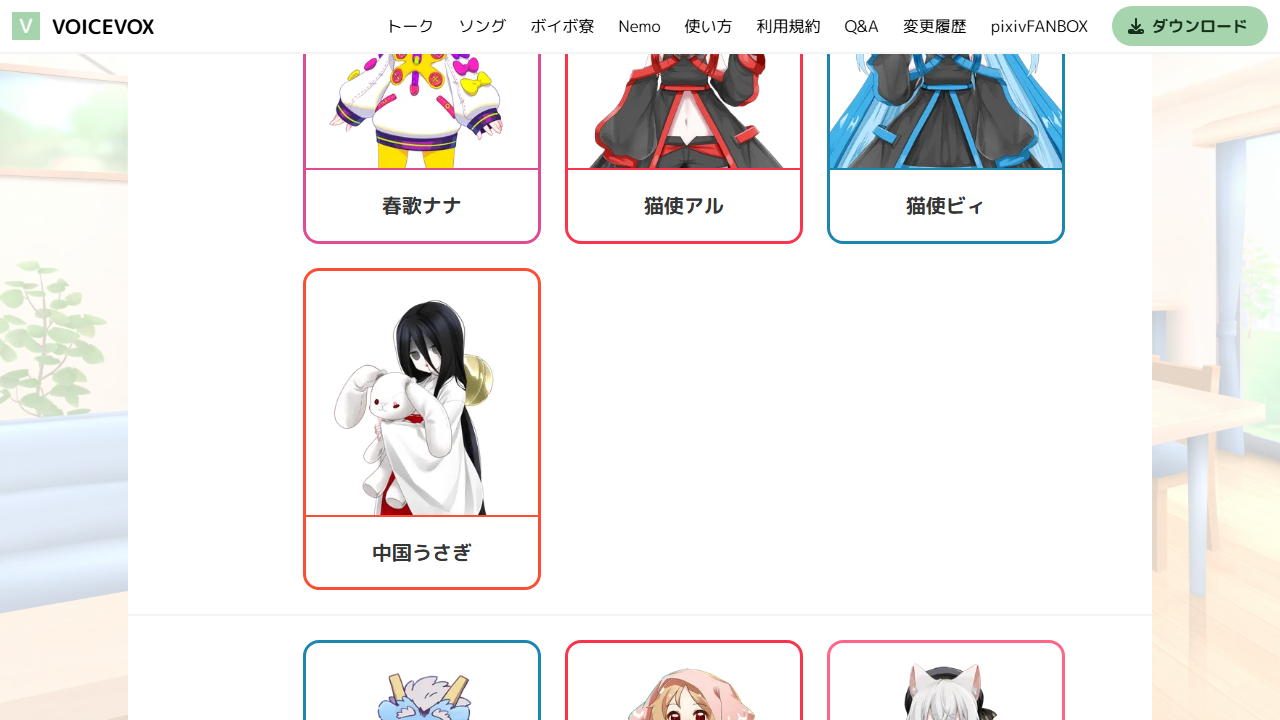 V VOICEVOX トーク ソング ボイボ寮 Nemo 使い方 利用規約 Q&A 変更履歴 pixivFANBOX ダウンロード
春歌ナナ 猫使アル 猫使ビィ
中国うさぎ